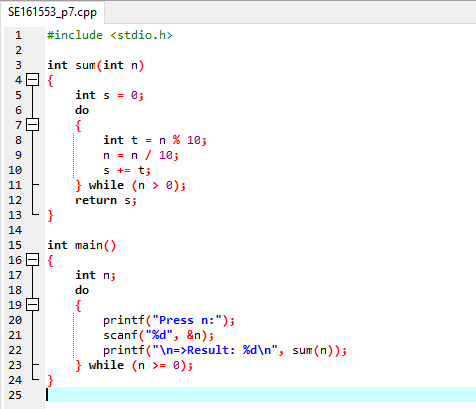 SE161553_p7.cpp
1 #include <stdio.h>
2
3 int sum(int n)
4 {
5     int s = 0;
6     do
7     {
8         int t = n % 10;
9         n = n / 10;
10         s += t;
11     } while (n > 0);
12     return s;
13 }
14
15 int main()
16 {
17     int n;
18     do
19     {
20         printf("Press n:");
21         scanf("%d", &n);
22         printf("\n=>Result: %d\n", sum(n));
23     } while (n >= 0);
24 }
25